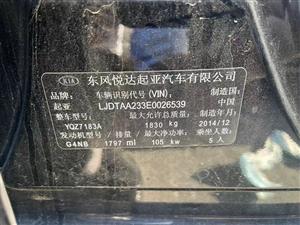 KIA 东风悦达起亚汽车有限公司
品牌: 车辆识别代号(VIN): 制造国:
起亚 LJDTAA233E0026539 中国
整车型号: 最大允许总质量: 制造年月:
YQZ7183A 1830 kg 2014/12
发动机型号/排量/最大净功率: 乘坐人数:
G4NB 1797 ml 105 kw 5人